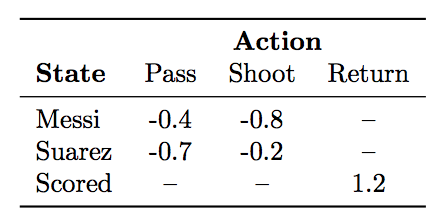 Action
State Pass Shoot Return
Messi -0.4 -0.8 –
Suarez -0.7 -0.2 –
Scored – – 1.2